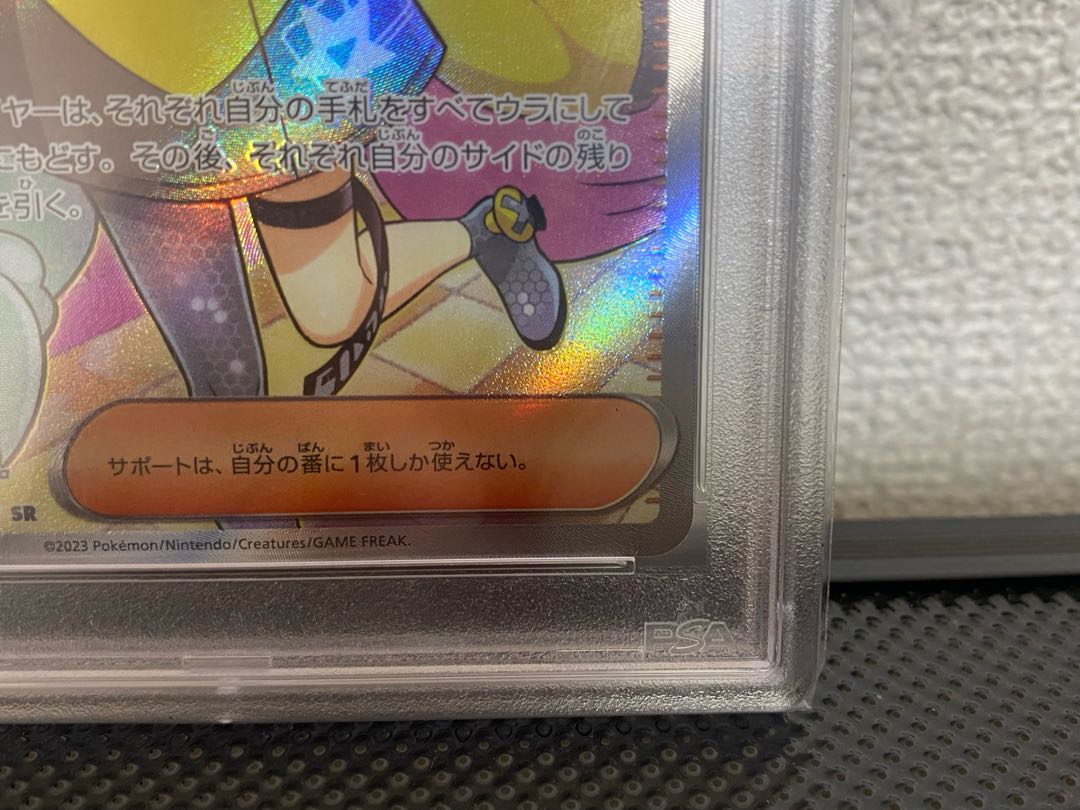 ヤーは、それぞれ自分の手札をすべてウラにして
にもどす。その後、それぞれ自分のサイドの残り
を引く。
サポートは、自分の番に1枚しか使えない。
SR
©2023 Pokémon/Nintendo/Creatures/GAME FREAK.
PSA